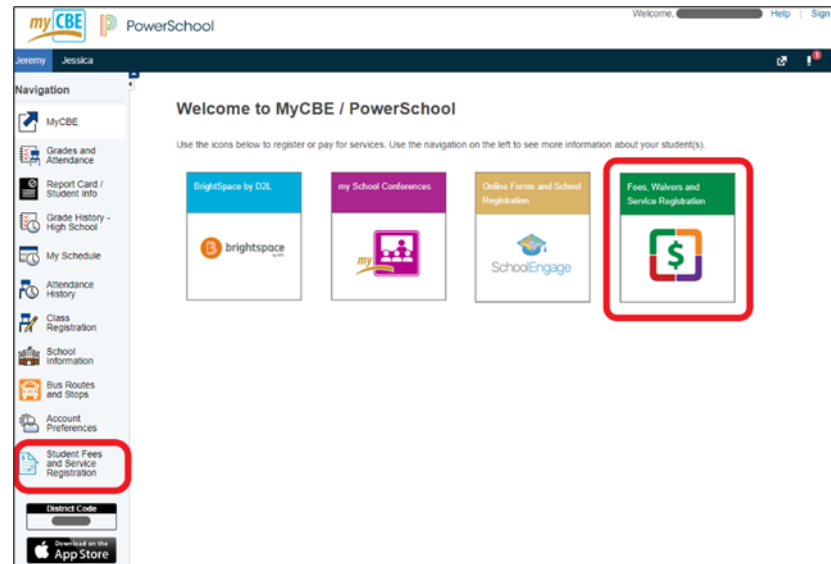 my CBE PowerSchool
Welcome, Help | Sign
Jeremy Jessica
Navigation
MyCBE
Grades and
Attendance
Report Card /
Student Info
Grade History -
High School
My Schedule
Attendance
History
Class
Registration
School
Information
Bus Routes
and Stops
Account
Preferences
Student Fees
and Service
Registration
District Code
Download on the
App Store
Welcome to MyCBE / PowerSchool
Use the icons below to register or pay for services. Use the navigation on the left to see more information about your student(s).
BrightSpace by D2L
brightspace
my School Conferences
my
Online Forms and School
Registration
SchoolEngage
Fees, Waivers and
Service Registration
$